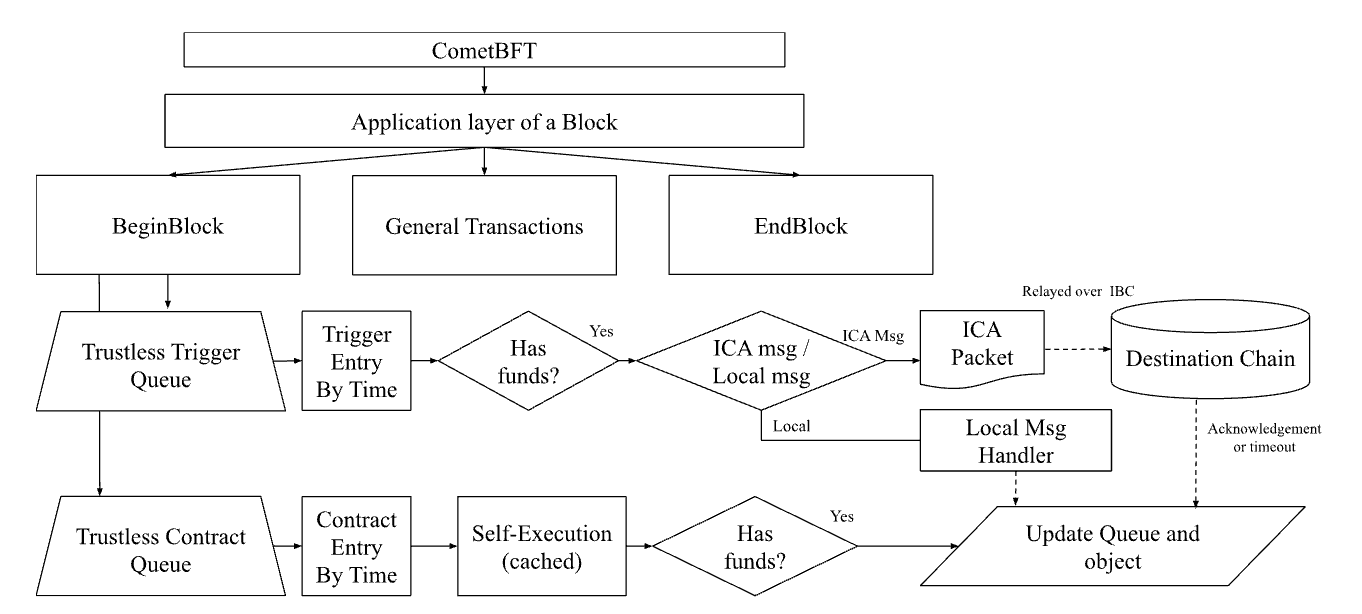 CometBFT
Application layer of a Block
BeginBlock
General Transactions
EndBlock
Trustless Trigger
Queue
Trigger
Entry
By Time
Has
funds?
Yes
ICA msg /
Local msg
ICA Msg
ICA
Packet
Relayed over IBC
Destination Chain
Local
Local Msg
Handler
Acknowledgement
or timeout
Trustless Contract
Queue
Contract
Entry
By Time
Self-Execution
(cached)
Has
funds?
Yes
Update Queue and
object